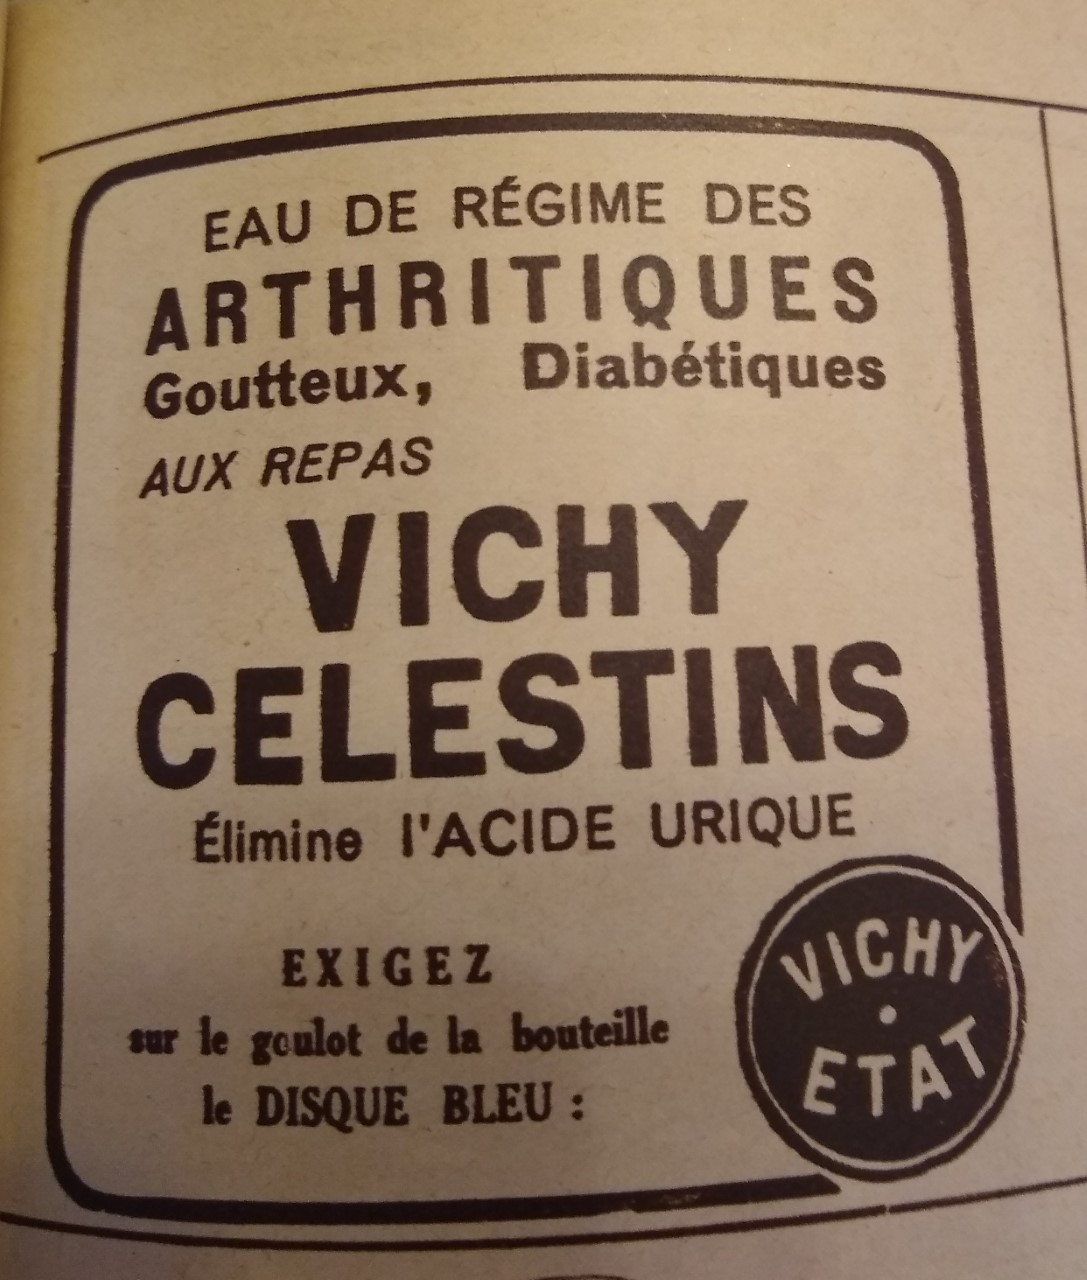 EAU DE RÉGIME DES
ARTHRITIQUES
Goutteux, Diabétiques
AUX REPAS
VICHY
CELESTINS
Élimine l'ACIDE URIQUE
EXIGEZ
sur le goulot de la bouteille
le DISQUE BLEU :
VICHY
ETAT